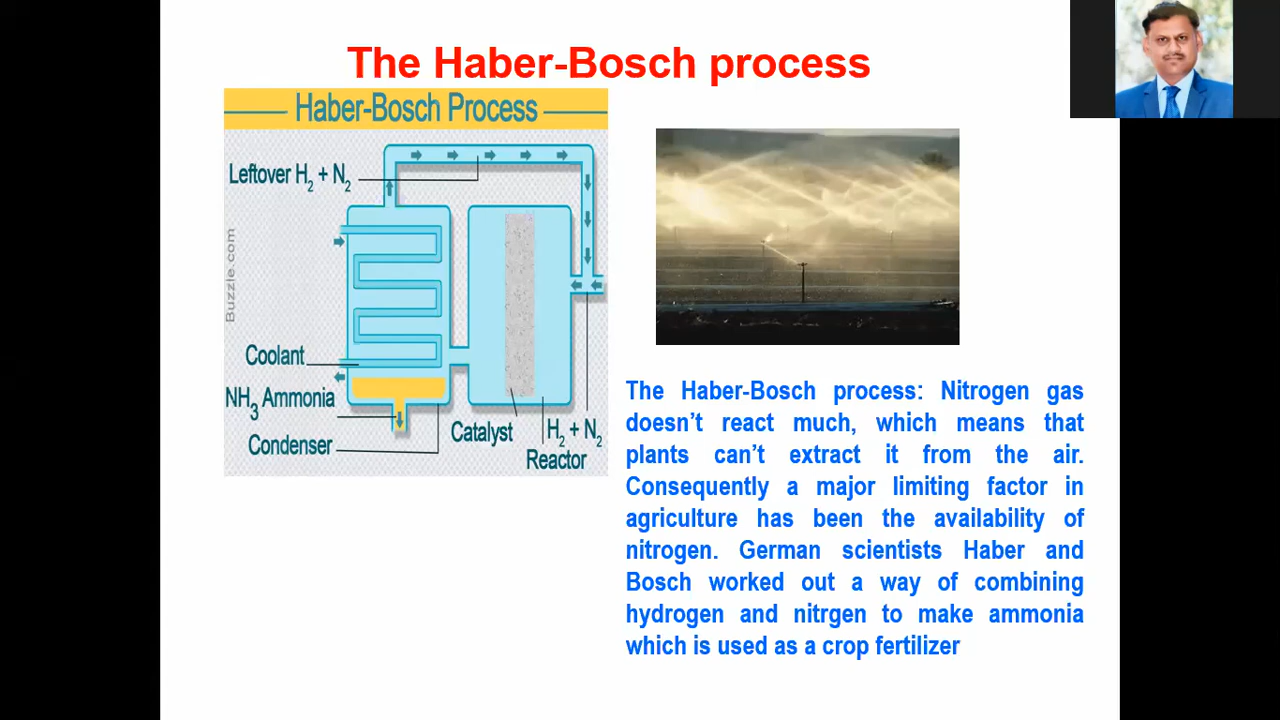 The Haber-Bosch process
Haber-Bosch Process
Leftover H₂ + N₂
Buzzle.com
Coolant
NH₃ Ammonia
Condenser
Catalyst
H₂ + N₂
Reactor
The Haber-Bosch process: Nitrogen gas
doesn't react much, which means that
plants can't extract it from the air.
Consequently a major limiting factor in
agriculture has been the availability of
nitrogen. German scientists Haber and
Bosch worked out a way of combining
hydrogen and nitrgen to make ammonia
which is used as a crop fertilizer